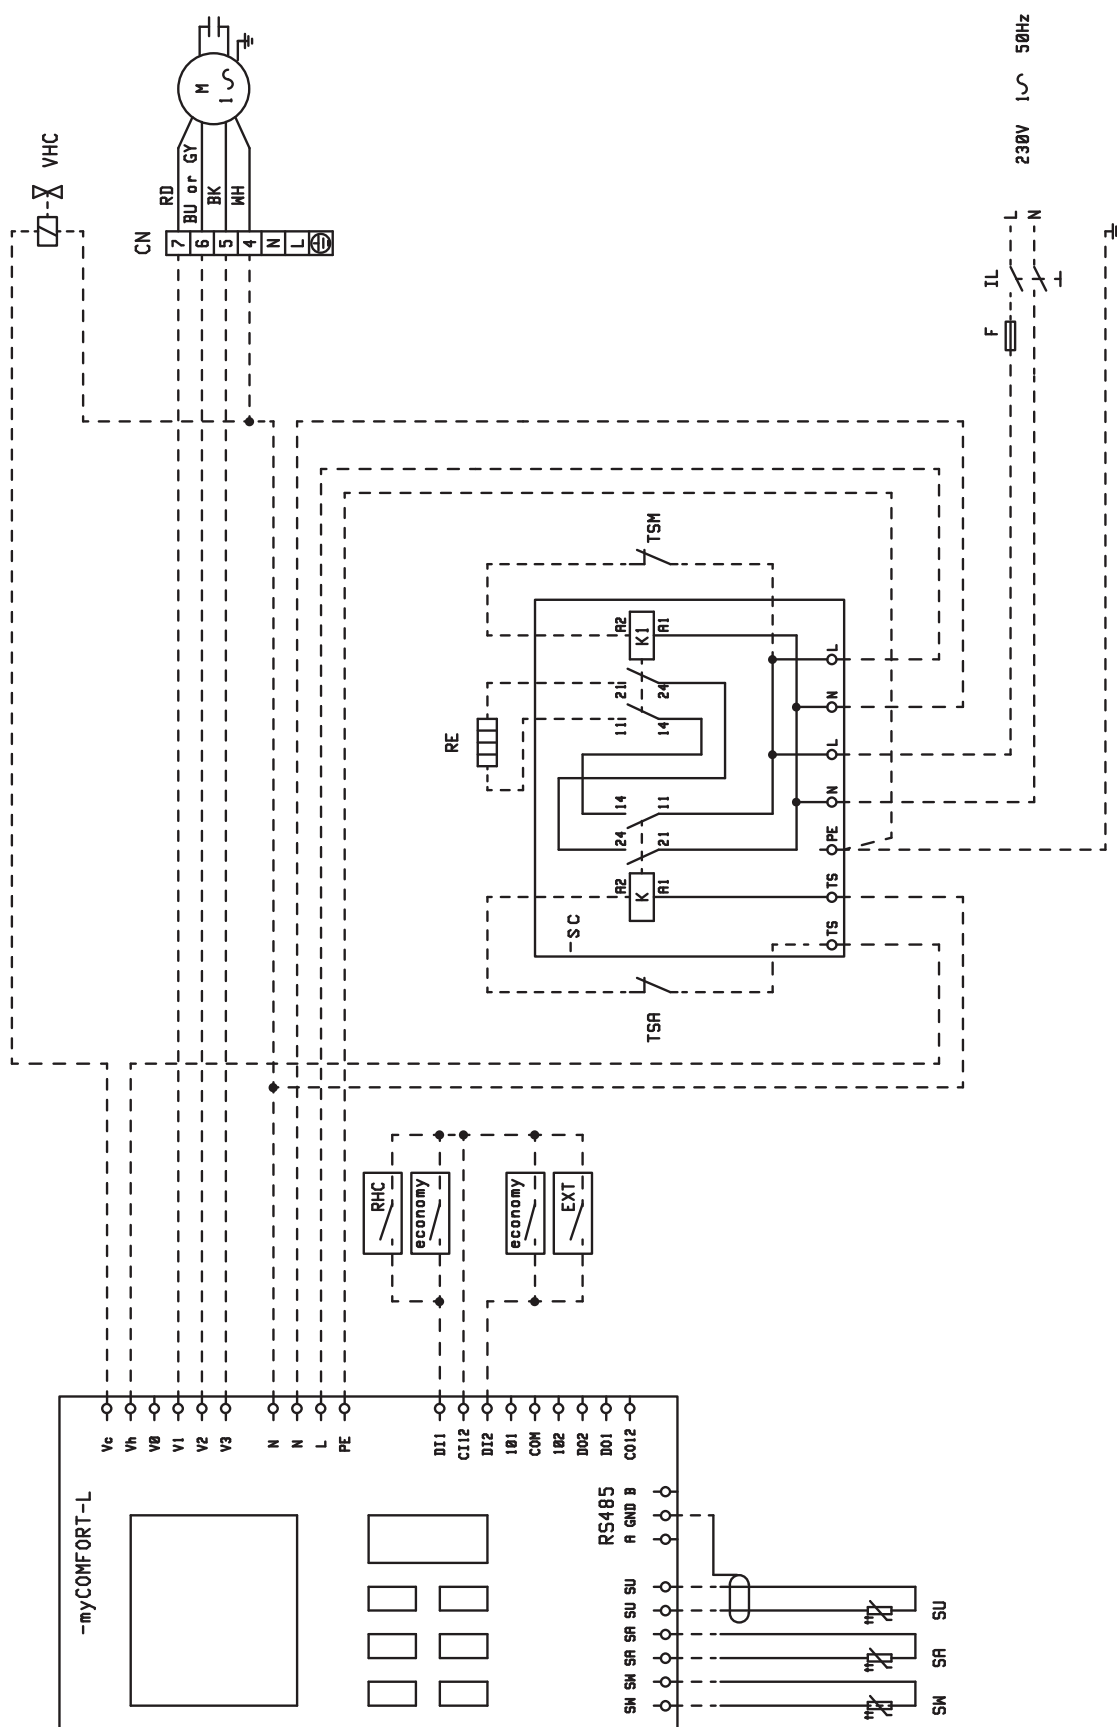 VHC
M
1
RD
BU or GY
BK
WH
CN
7
6
5
4
N
L
230V 1 50Hz
L
N
IL
F
TSM
A2
K1
A1
21
24
11
14
RE
14
11
24
21
A2
K
A1
-SC
TSA
L
N
L
N
PE
TS
TS
RHC
economy
economy
EXT
Vc
Vh
V0
V1
V2
V3
N
N
L
PE
DI1
CI12
DI2
101
COM
102
DO2
DO1
CO12
-myCOMFORT-L
RS485
A GND B
SW SW SA SA SU SU
SU
SA
SW